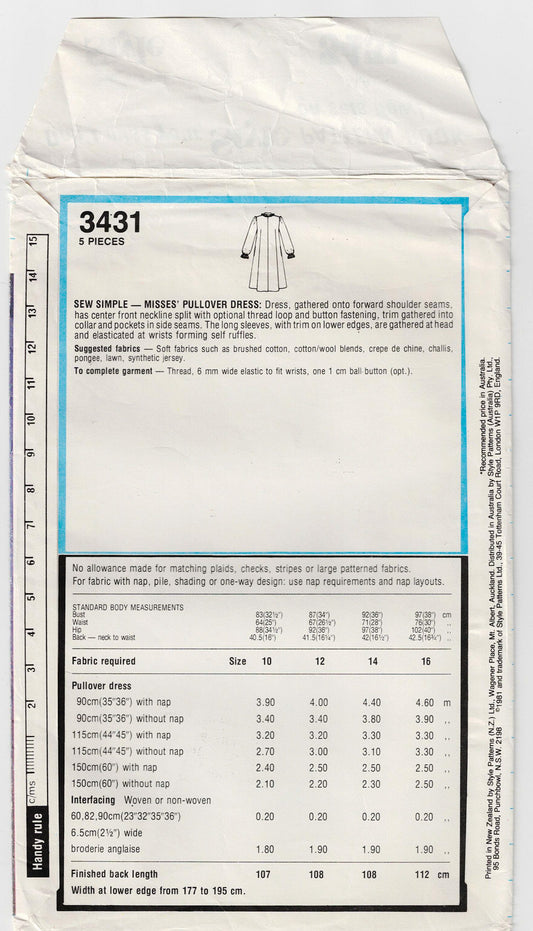 3431
5 PIECES
SEW SIMPLE — MISSES' PULLOVER DRESS: Dress, gathered onto forward shoulder seams,
has center front neckline split with optional thread loop and button fastening, trim gathered into
collar and pockets in side seams. The long sleeves, with trim on lower edges, are gathered at head
and elasticated at wrists forming self ruffles.
Suggested fabrics — Soft fabrics such as brushed cotton, cotton/wool blends, crepe de chine, challis,
pongee, lawn, synthetic jersey.
To complete garment — Thread, 6 mm wide elastic to fit wrists, one 1 cm ball button (opt.).
No allowance made for matching plaids, checks, stripes or large patterned fabrics.
For fabric with nap, pile, shading or one-way design: use nap requirements and nap layouts.
STANDARD BODY MEASUREMENTS
Bust 83(32½") 87(34") 92(36") 97(38") cm
Waist 64(25") 67(26½") 71(28") 76(30") ,,
Hip 88(34½") 92(36") 97(38") 102(40") ,,
Back — neck to waist 40.5(16") 41.5(16¼") 42(16½") 42.5(16¾") ,,
Fabric required Size 10 12 14 16
Pullover dress
90cm(35"36") with nap 3.90 4.00 4.40 4.60 m
90cm(35"36") without nap 3.40 3.40 3.80 3.90 ,,
115cm(44"45") with nap 3.20 3.20 3.30 3.30 ,,
115cm(44"45") without nap 2.70 3.00 3.10 3.30 ,,
150cm(60") with nap 2.40 2.50 2.50 2.50 ,,
150cm(60") without nap 2.10 2.20 2.30 2.50 ,,
Interfacing Woven or non-woven
60,82,90cm(23"32"35"36") 0.20 0.20 0.20 0.20 ,,
6.5cm(2½") wide
broderie anglaise 1.80 1.90 1.90 1.90 ,,
Finished back length 107 108 108 112 cm
Width at lower edge from 177 to 195 cm.
Handy rule
c/ms 2 3 4 5 6 7 8 9 10 11 12 13 14 15
*Recommended price in Australia.
Printed in New Zealand by Style Patterns (N.Z.) Ltd., Wagener Place, Mt. Albert, Auckland. Distributed in Australia by Style Patterns (Australia) Pty. Ltd.,
95 Bonds Road, Punchbowl, N.S.W. 2196 ©1981 and trademark of Style Patterns Ltd., 39-45 Tottenham Court Road, London W1P 9RD, England.